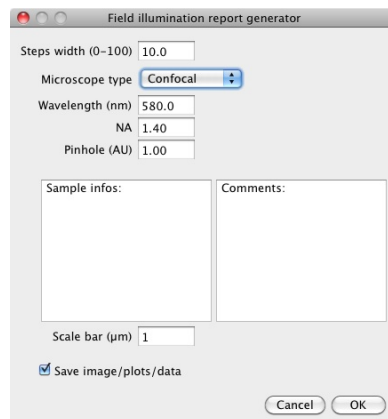 Field illumination report generator
Steps width (0-100) 10.0
Microscope type Confocal
Wavelength (nm) 580.0
NA 1.40
Pinhole (AU) 1.00
Sample infos: Comments:
Scale bar (µm) 1
Save image/plots/data
Cancel OK